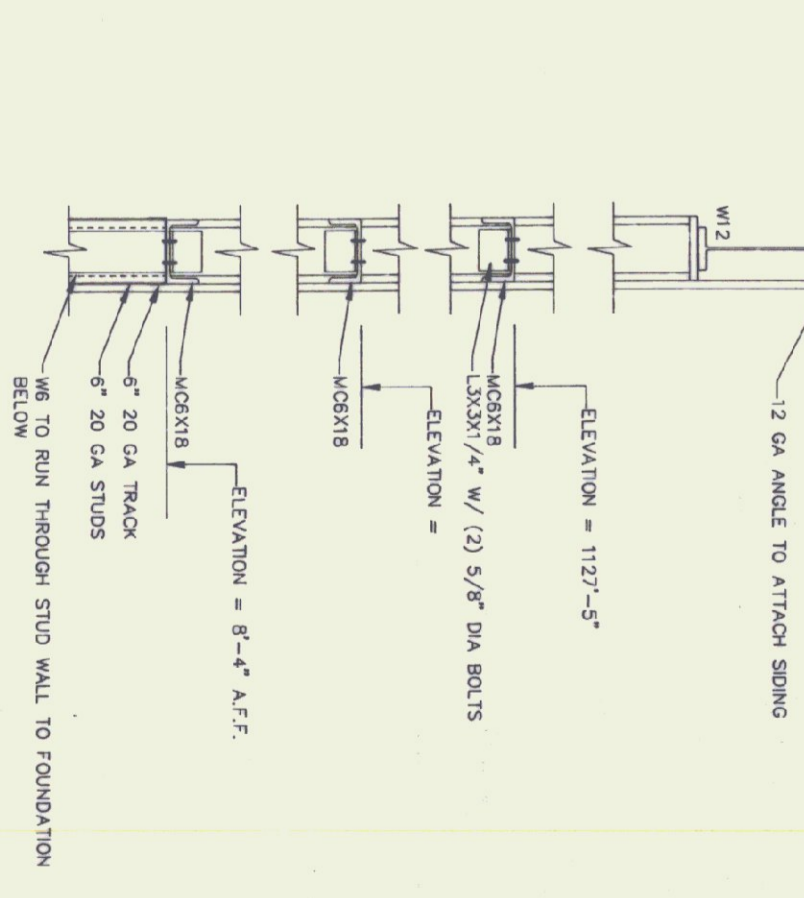 W12
12 GA ANGLE TO ATTACH SIDING
ELEVATION = 1127'-5"
MC6X18
L3X3X1/4" W/ (2) 5/8" DIA BOLTS
ELEVATION =
MC6X18
ELEVATION = 8'-4" A.F.F.
MC6X18
6" 20 GA TRACK
6" 20 GA STUDS
W6 TO RUN THROUGH STUD WALL TO FOUNDATION
BELOW